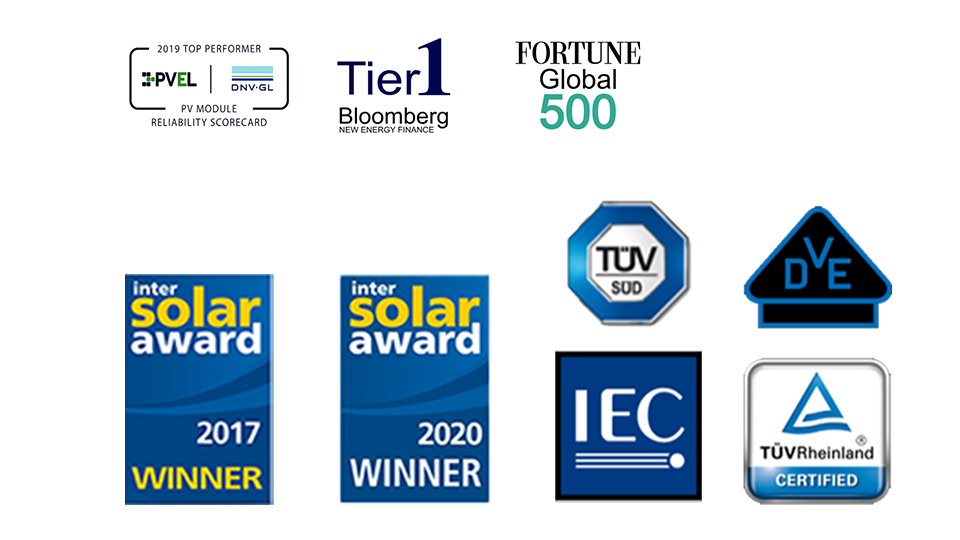 2019 TOP PERFORMER
PVEL
DNV·GL
PV MODULE
RELIABILITY SCORECARD
Tier1
Bloomberg
NEW ENERGY FINANCE
FORTUNE
Global
500
inter
solar
award
2017
WINNER
inter
solar
award
2020
WINNER
TÜV
SÜD
DVE
IEC
®
TÜVRheinland
CERTIFIED